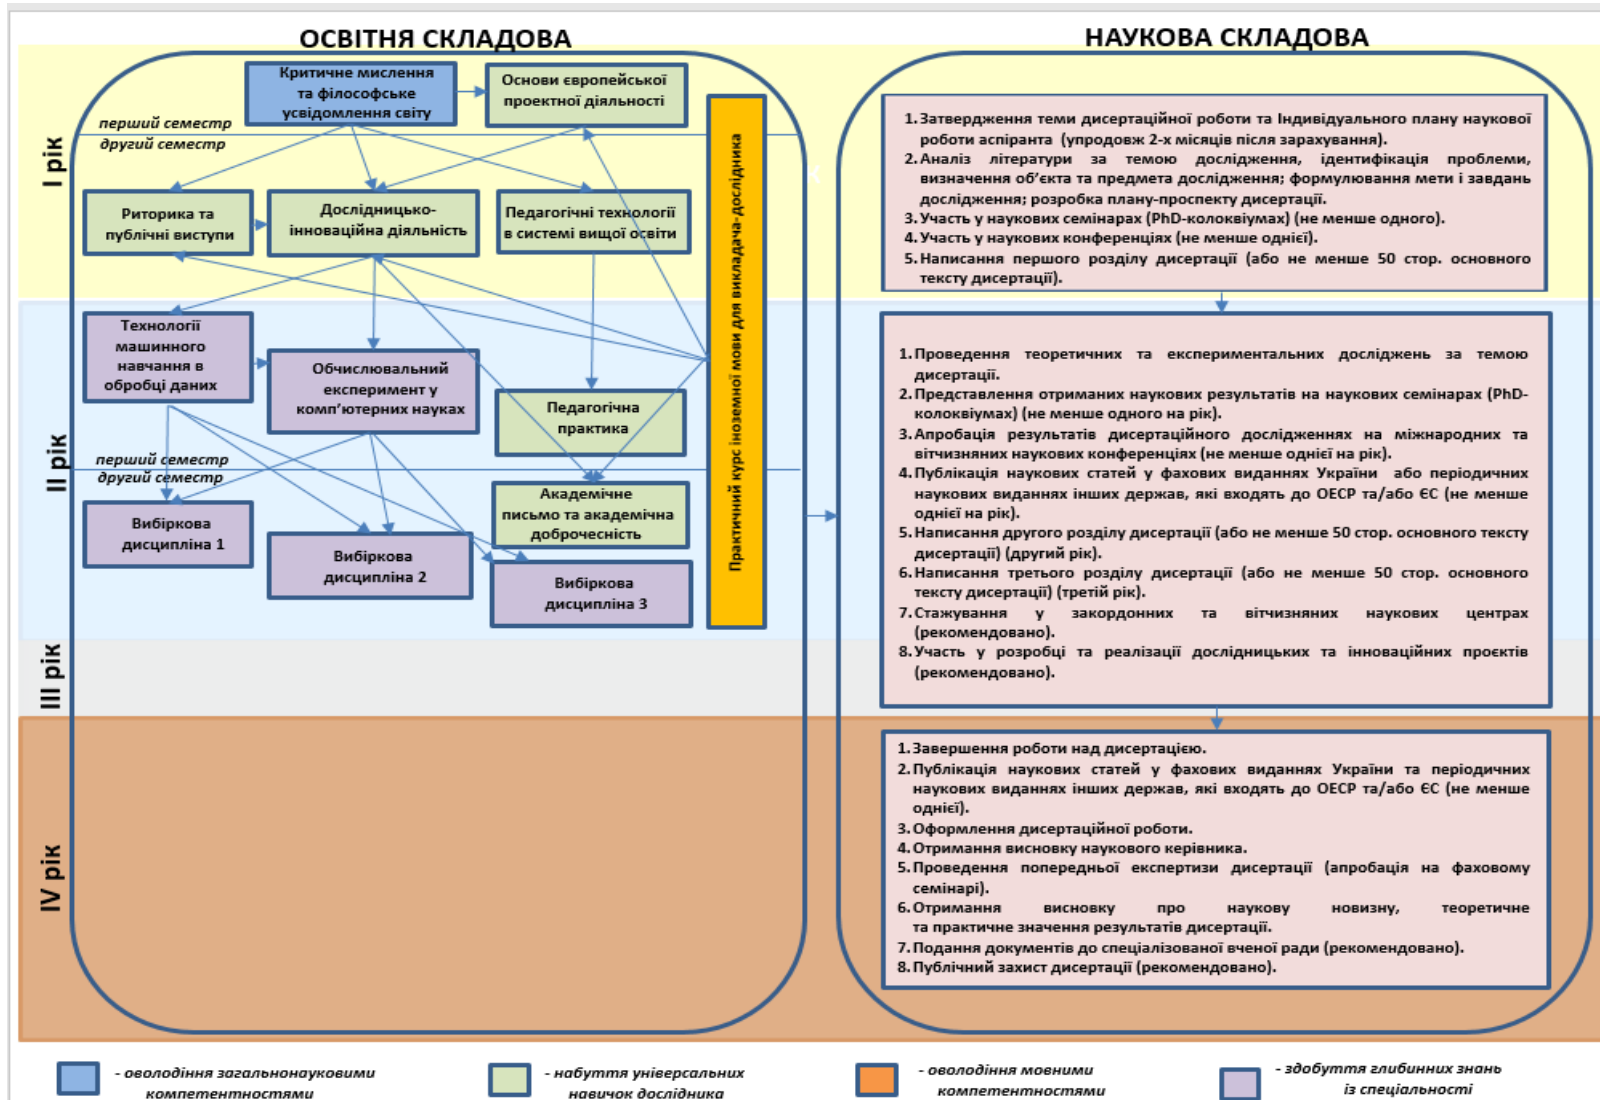 ОСВІТНЯ СКЛАДОВА
НАУКОВА СКЛАДОВА
I рік
II рік
III рік
IV рік
Критичне мислення
та філософське
усвідомлення світу
Основи європейської
проектної діяльності
перший семестр
другий семестр
Риторика та
публічні виступи
Дослідницько-
інноваційна діяльність
Педагогічні технології
в системі вищої освіти
Технології
машинного
навчання в
обробці даних
Обчислювальний
експеримент у
комп’ютерних науках
Педагогічна
практика
перший семестр
другий семестр
Академічне
письмо та академічна
доброчесність
Вибіркова
дисципліна 1
Вибіркова
дисципліна 2
Вибіркова
дисципліна 3
Практичний курс іноземної мови для викладача-дослідника
1. Затвердження теми дисертаційної роботи та Індивідуального плану наукової
роботи аспіранта (упродовж 2-х місяців після зарахування).
2. Аналіз літератури за темою дослідження, ідентифікація проблеми,
визначення об’єкта та предмета дослідження; формулювання мети і завдань
дослідження; розробка плану-проспекту дисертації.
3. Участь у наукових семінарах (PhD-колоквіумах) (не менше одного).
4. Участь у наукових конференціях (не менше однієї).
5. Написання першого розділу дисертації (або не менше 50 стор. основного
тексту дисертації).
1. Проведення теоретичних та експериментальних досліджень за темою
дисертації.
2. Представлення отриманих наукових результатів на наукових семінарах (PhD-
колоквіумах) (не менше одного на рік).
3. Апробація результатів дисертаційного дослідженнях на міжнародних та
вітчизняних наукових конференціях (не менше однієї на рік).
4. Публікація наукових статей у фахових виданнях України або періодичних
наукових виданнях інших держав, які входять до ОЕСР та/або ЄС (не менше
однієї на рік).
5. Написання другого розділу дисертації (або не менше 50 стор. основного тексту
дисертації) (другий рік).
6. Написання третього розділу дисертації (або не менше 50 стор. основного
тексту дисертації) (третій рік).
7. Стажування у закордонних та вітчизняних наукових центрах
(рекомендовано).
8. Участь у розробці та реалізації дослідницьких та інноваційних проєктів
(рекомендовано).
1. Завершення роботи над дисертацією.
2. Публікація наукових статей у фахових виданнях України та періодичних
наукових виданнях інших держав, які входять до ОЕСР та/або ЄС (не менше
однієї).
3. Оформлення дисертаційної роботи.
4. Отримання висновку наукового керівника.
5. Проведення попередньої експертизи дисертації (апробація на фаховому
семінарі).
6. Отримання висновку про наукову новизну, теоретичне
та практичне значення результатів дисертації.
7. Подання документів до спеціалізованої вченої ради (рекомендовано).
8. Публічний захист дисертації (рекомендовано).
- оволодіння загальнонауковими
компетентностями
- набуття універсальних
навичок дослідника
- оволодіння мовними
компетентностями
- здобуття глибинних знань
із спеціальності